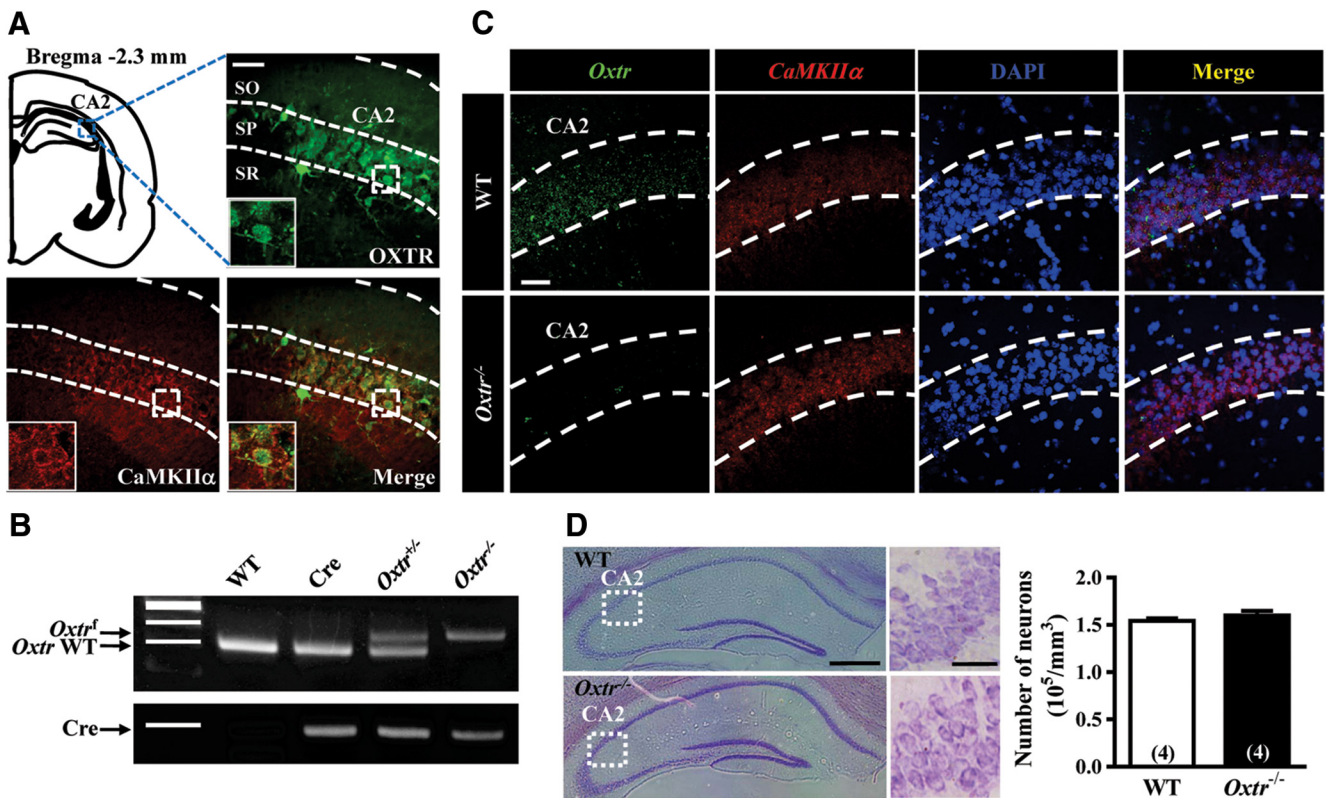 A
Bregma -2.3 mm
CA2
SO
SP
SR
CA2
OXTR
CaMKIIα
Merge
B
WT
Cre
Oxtr+/-
Oxtr-/-
Oxtrf
Oxtr WT
Cre
C
Oxtr
CaMKIIα
DAPI
Merge
WT
CA2
Oxtr-/-
CA2
D
WT
CA2
Oxtr-/-
CA2
Number of neurons
(10⁵/mm³)
2.0
1.5
1.0
0.5
0.0
(4)
(4)
WT
Oxtr-/-